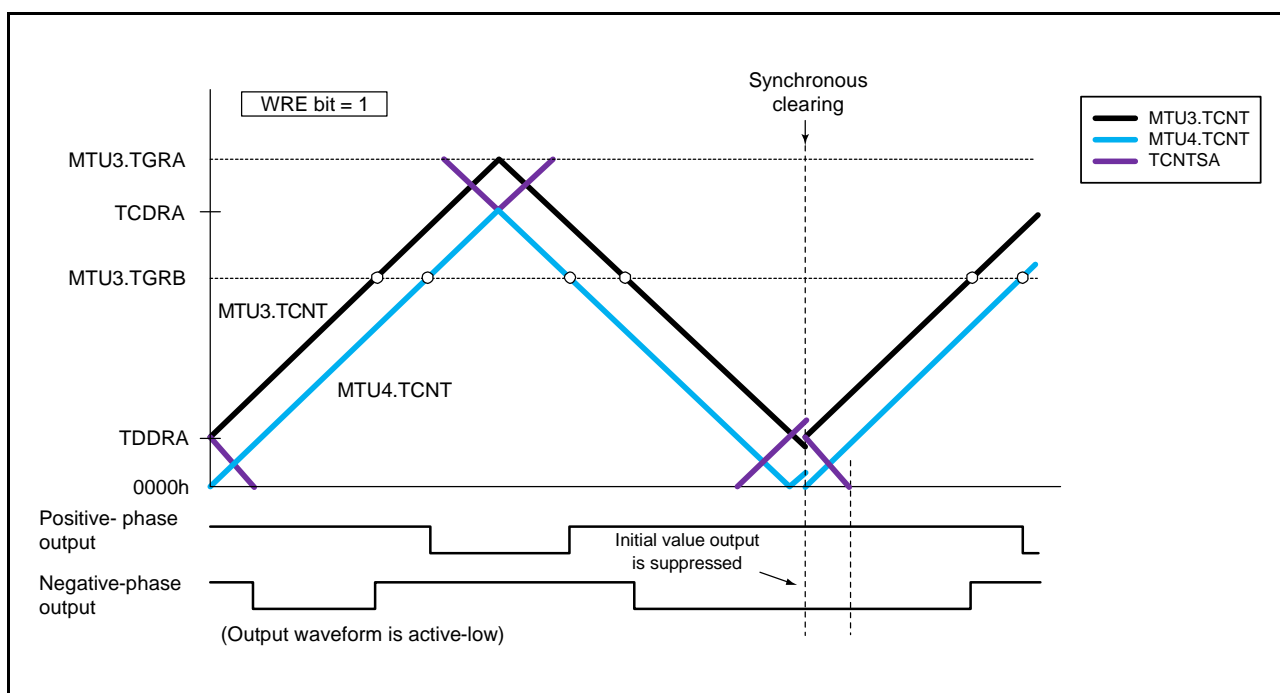 Synchronous
clearing
WRE bit = 1
MTU3.TCNT
MTU4.TCNT
TCNTSA
MTU3.TGRA
TCDRA
MTU3.TGRB
MTU3.TCNT
MTU4.TCNT
TDDRA
0000h
Positive- phase
output
Initial value output
is suppressed
Negative-phase
output
(Output waveform is active-low)